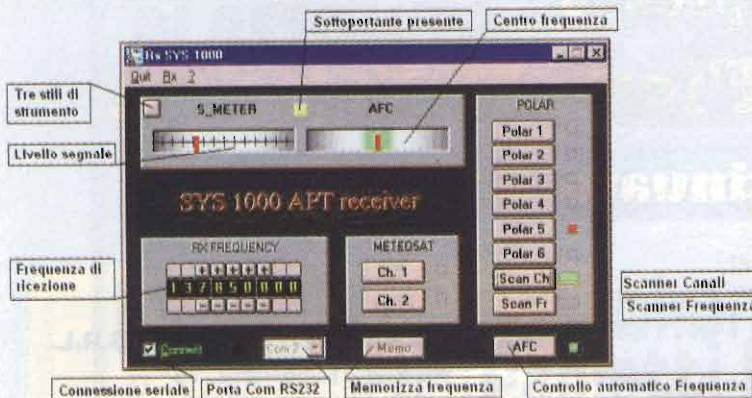 Sottoportante presente
Centro frequenza
Rx SYS 1000
Quit Rx ?
Tre stili di
strumento
S_METER
AFC
POLAR
Polar 1
Livello segnale
Polar 2
Polar 3
SYS 1000 APT receiver
Polar 4
Polar 5
RX FREQUENCY
METEOSAT
Polar 6
Frequenza di
ricezione
+ + + + +
137850000
- - - - -
Ch. 1
Scan Ch
Scanner Canali
Ch. 2
Scan Fr
Scanner Frequenza
Connect
Com 2
Memo
AFC
Connessione seriale
Porta Com RS232
Memorizza frequenza
Controllo automatico Frequenza